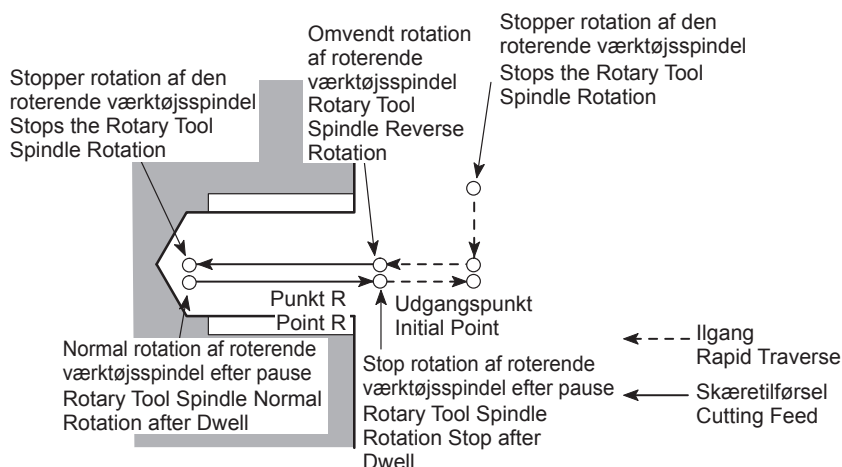 Stopper rotation af den
roterende værktøjsspindel
Stops the Rotary Tool
Spindle Rotation
Omvendt rotation
af roterende
værktøjsspindel
Rotary Tool
Spindle Reverse
Rotation
Stopper rotation af den
roterende værktøjsspindel
Stops the Rotary Tool
Spindle Rotation
Punkt R
Point R
Udgangspunkt
Initial Point
Normal rotation af roterende
værktøjsspindel efter pause
Rotary Tool Spindle Normal
Rotation after Dwell
Stop rotation af roterende
værktøjsspindel efter pause
Rotary Tool Spindle
Rotation Stop after
Dwell
Ilgang
Rapid Traverse
Skæretilførsel
Cutting Feed